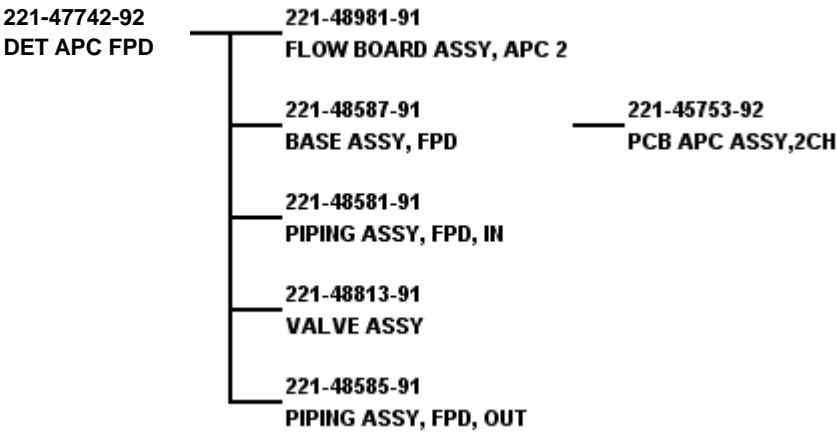 221-47742-92
DET APC FPD
221-48981-91
FLOW BOARD ASSY, APC 2
221-48587-91
BASE ASSY, FPD
221-45753-92
PCB APC ASSY,2CH
221-48581-91
PIPING ASSY, FPD, IN
221-48813-91
VALVE ASSY
221-48585-91
PIPING ASSY, FPD, OUT